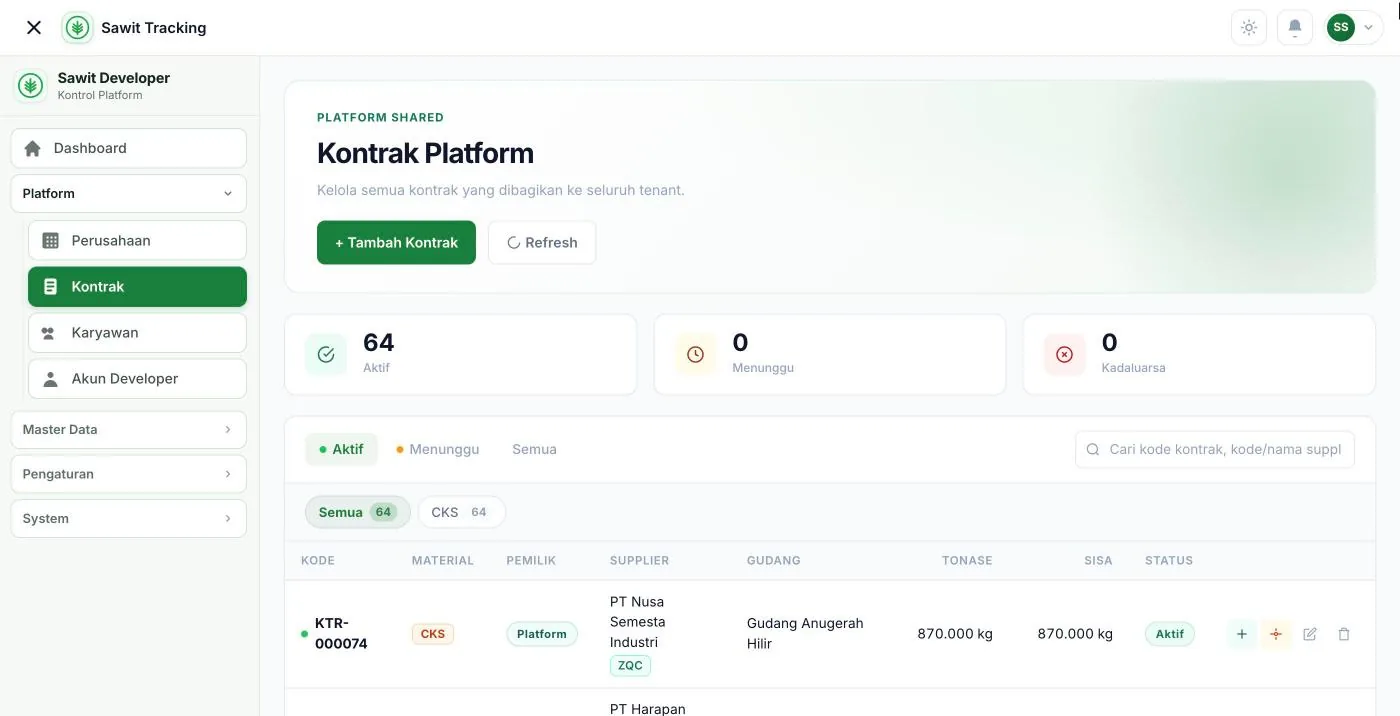 Sawit Tracking
SS
Sawit Developer
Kontrol Platform
Dashboard
Platform
Perusahaan
Kontrak
Karyawan
Akun Developer
Master Data
Pengaturan
System
PLATFORM SHARED
Kontrak Platform
Kelola semua kontrak yang dibagikan ke seluruh tenant.
+ Tambah Kontrak
Refresh
64
Aktif
0
Menunggu
0
Kadaluarsa
Aktif
Menunggu
Semua
Cari kode kontrak, kode/nama suppl
Semua 64
CKS 64
KODE MATERIAL PEMILIK SUPPLIER GUDANG TONASE SISA STATUS
KTR-
000074
CKS
Platform
PT Nusa
Semesta
Industri
ZQC
Gudang Anugerah
Hilir
870.000 kg
870.000 kg
Aktif
PT Harapan